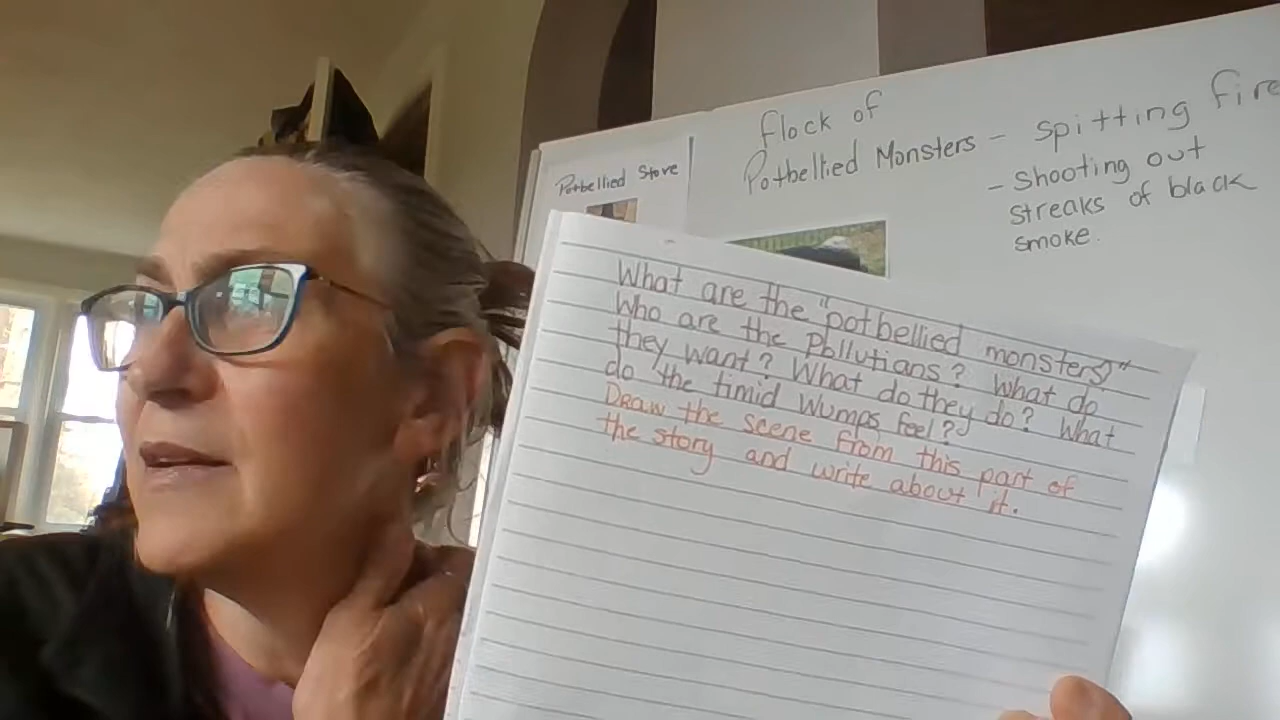 flock of
Potbellied Monsters - spitting fire
- Shooting out
streaks of black
smoke.
Potbellied Stove
What are the "potbellied monsters?"
Who are the Pollutians? What do
they want? What do they do? What
do the timid Wumps feel?
Draw the scene from this part of
the story and write about it.